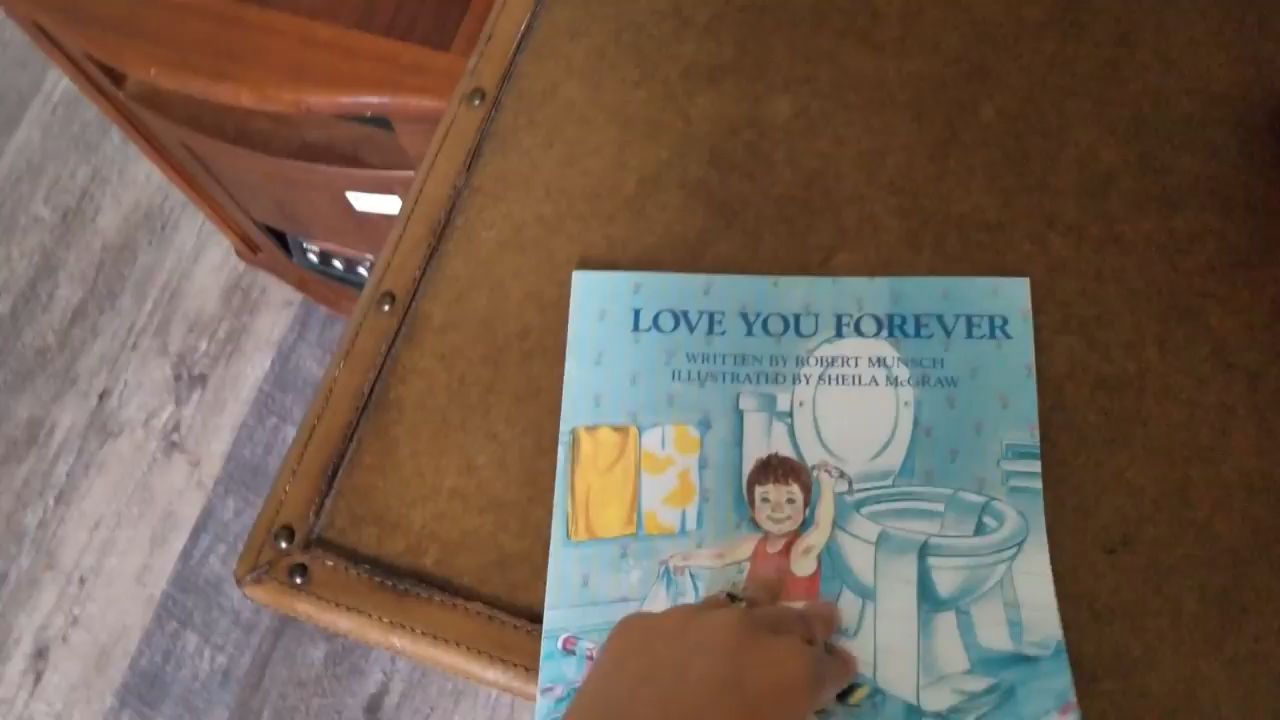 LOVE YOU FOREVER
WRITTEN BY ROBERT MUNSCH
ILLUSTRATED BY SHEILA McGRAW